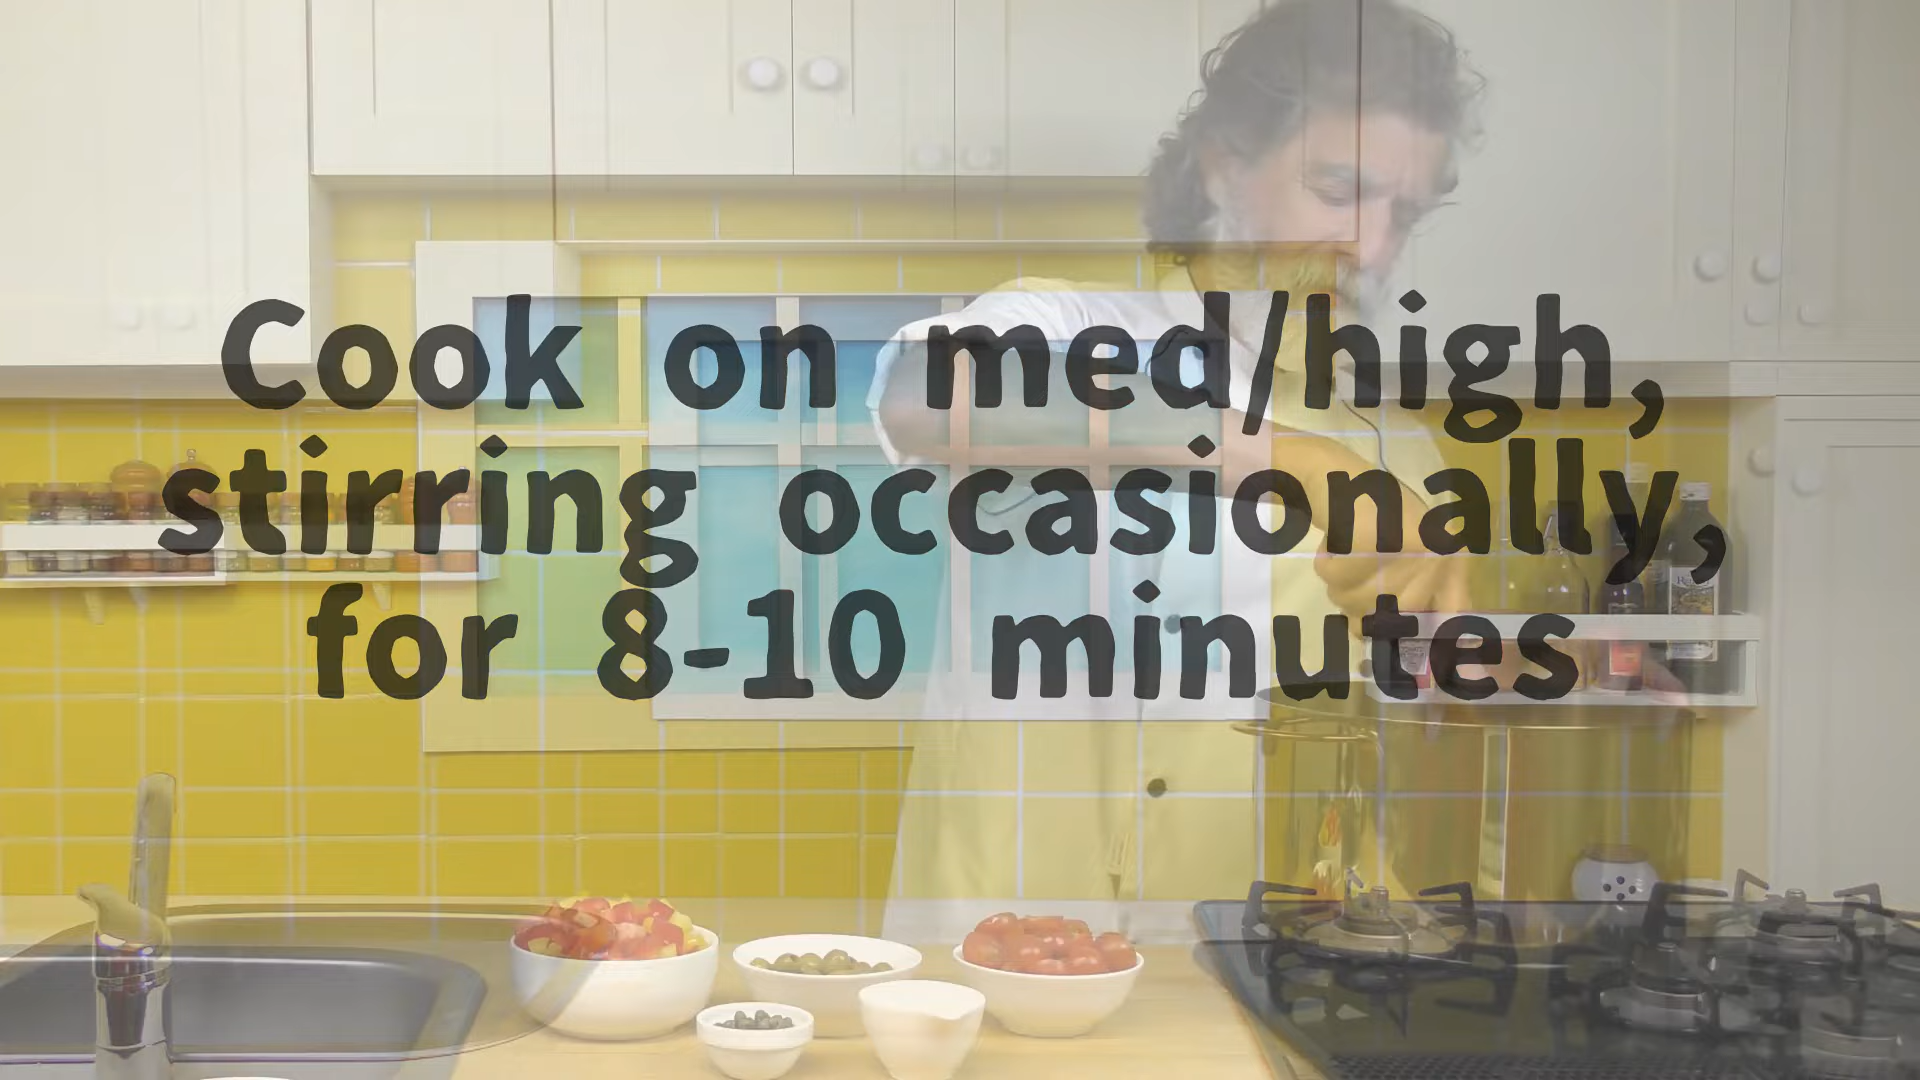 Cook on med/high,
stirring occasionally,
for 8-10 minutes